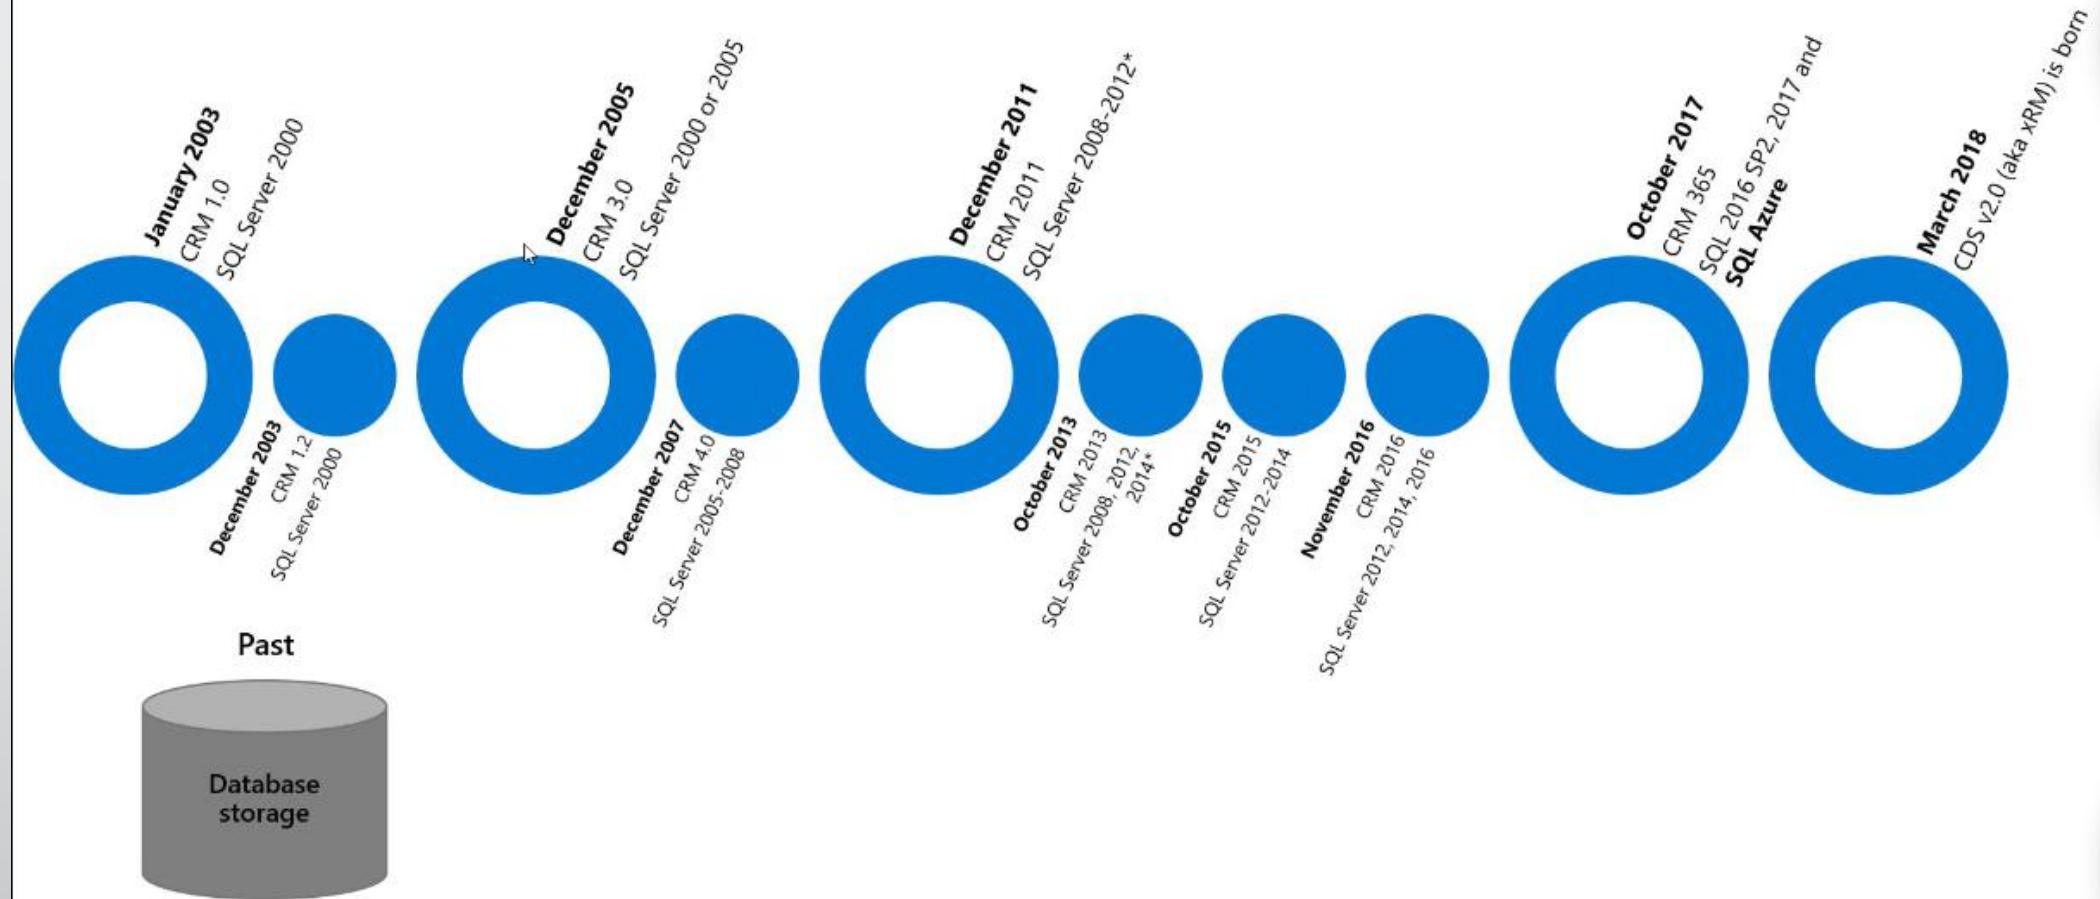 January 2003
CRM 1.0
SQL Server 2000
December 2003
CRM 1.2
SQL Server 2000
December 2005
CRM 3.0
SQL Server 2000 or 2005
December 2007
CRM 4.0
SQL Server 2005-2008
December 2011
CRM 2011
SQL Server 2008-2012*
October 2013
CRM 2013
SQL Server 2008, 2012,
2014*
October 2015
CRM 2015
SQL Server 2012-2014
November 2016
CRM 2016
SQL Server 2012, 2014, 2016
October 2017
CRM 365
SQL 2016 SP2, 2017 and
SQL Azure
March 2018
CDS v2.0 (aka xRM) is born
Past
Database
storage